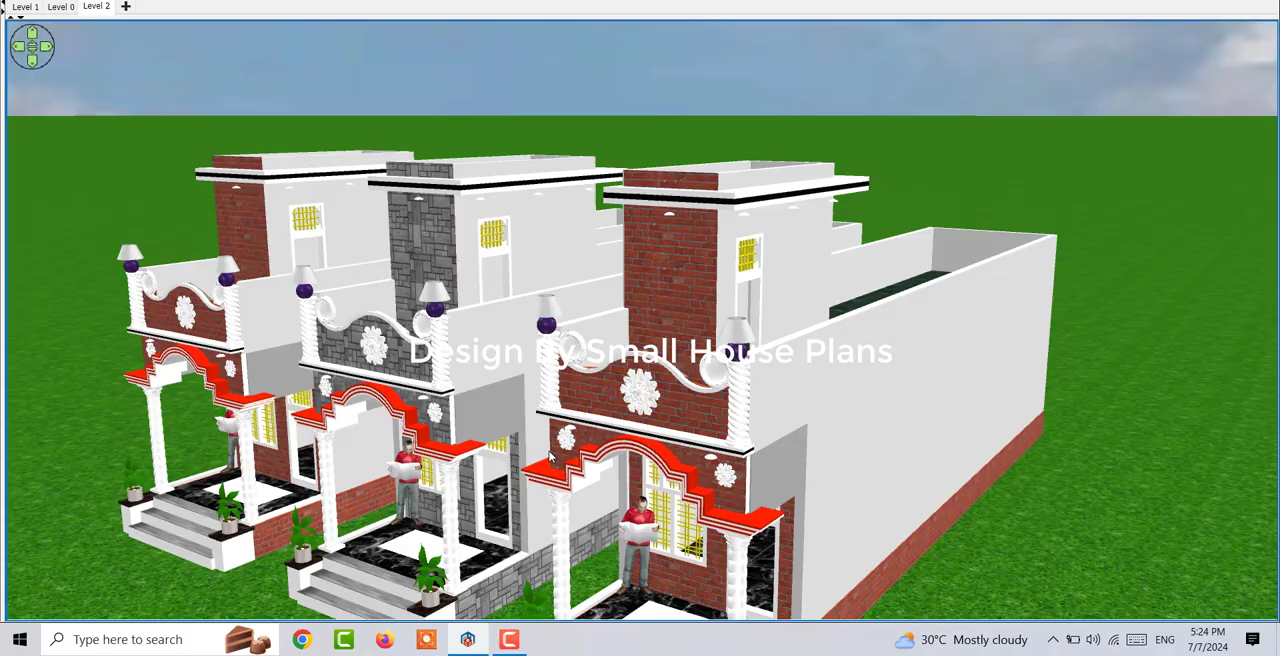 Level 1 Level 0 Level 2
Design By Small House Plans
Type here to search
30°C Mostly cloudy
ENG
5:24 PM
7/7/2024